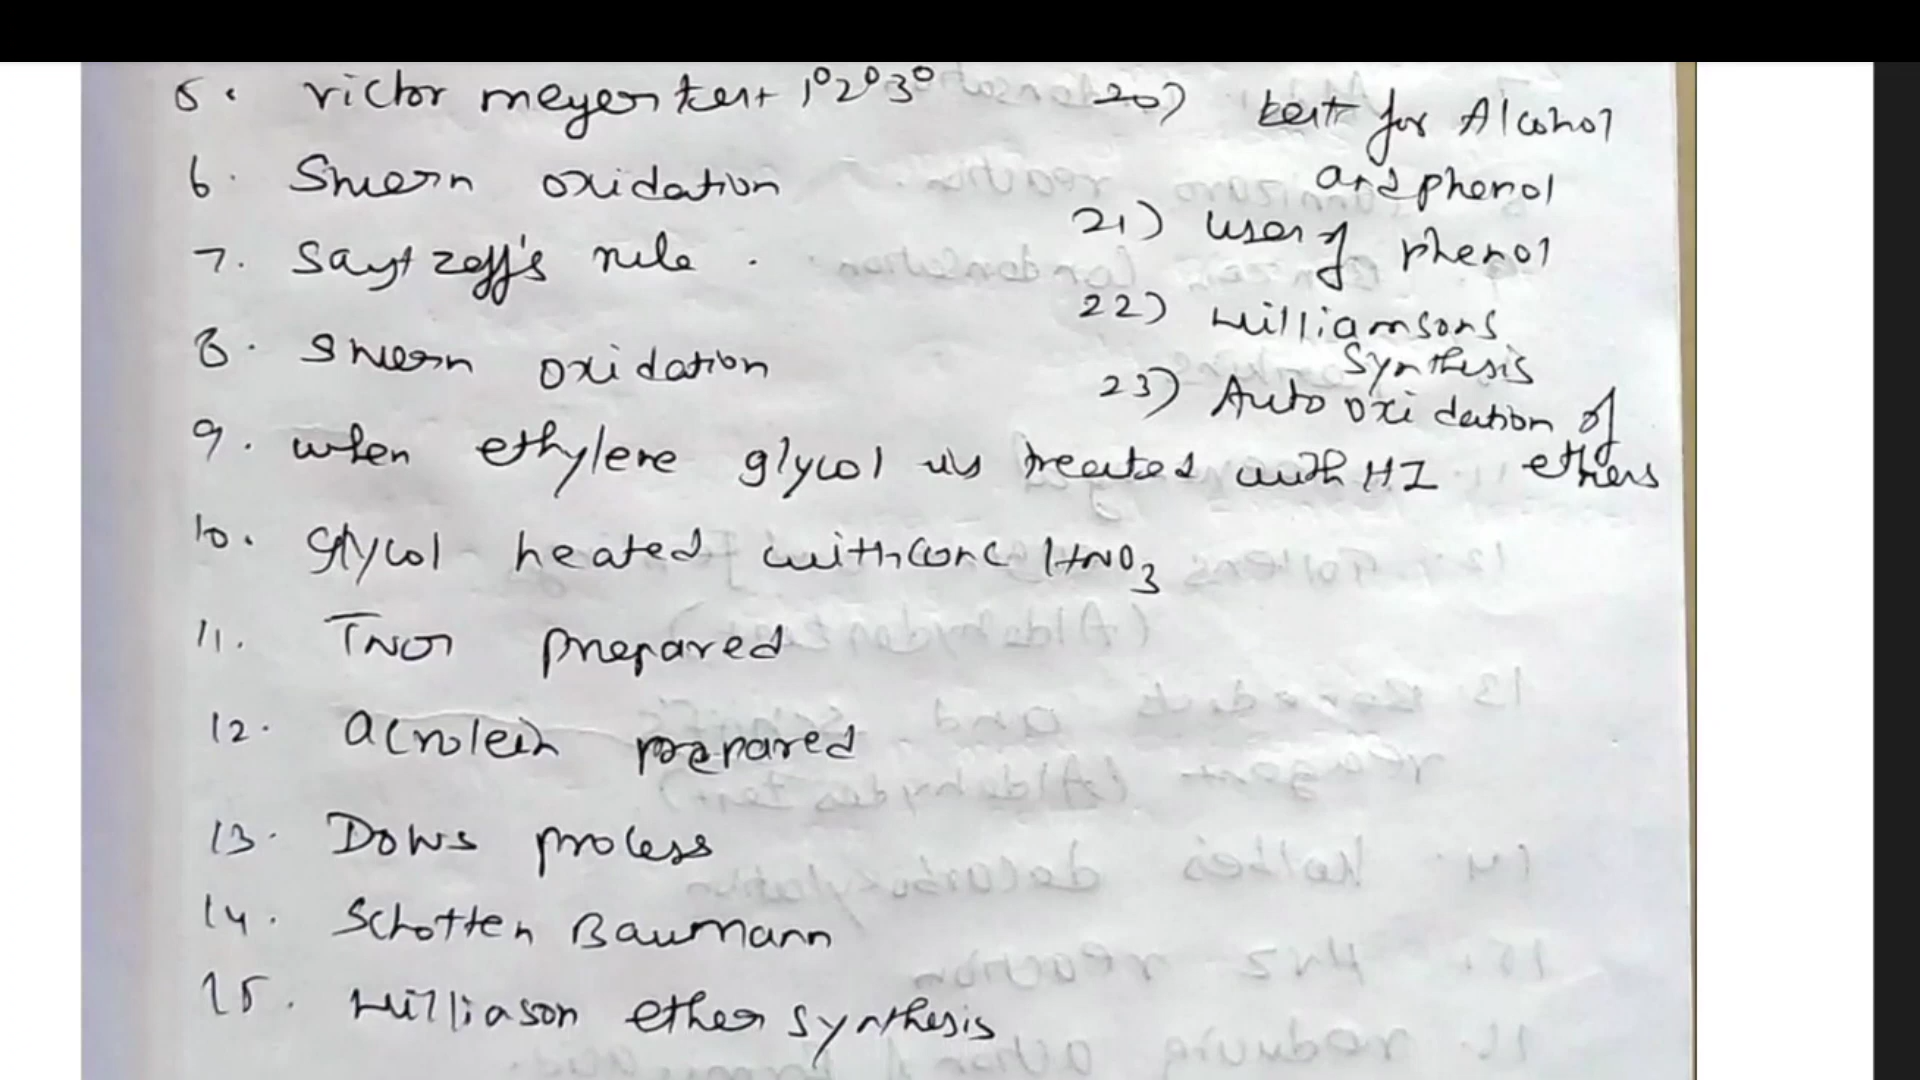 5. victor meyer test 1° 2° 3°
6. Swern oxidation
7. Saytzeff's rule.
8. Swern oxidation
9. when ethylene glycol is treated with HI
10. Glycol heated with conc HNO3
11. TNG prepared
12. acrolein prepared
13. Dows process
14. Schotten Baumann
15. williason ether synthesis
20) test for Alcohol
and phenol
21) uses of phenol
22) williamsons
synthesis
23) Auto oxidation of
ethers